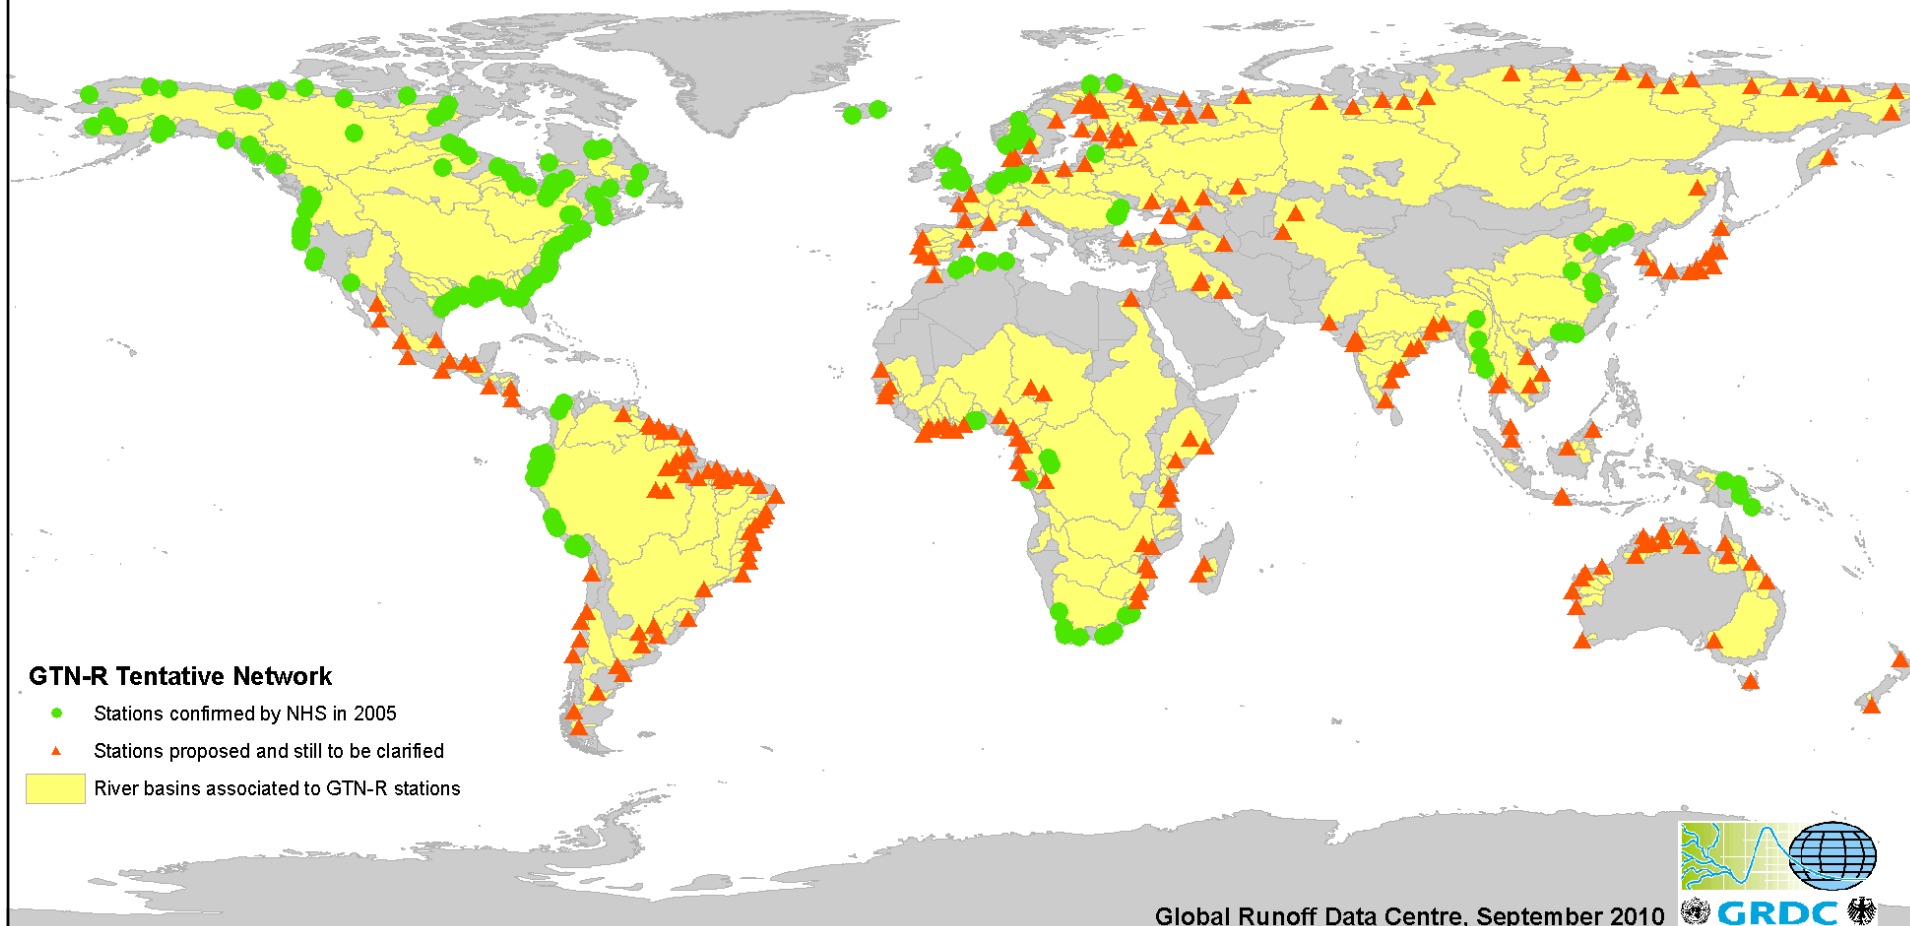 GTN-R Tentative Network
Stations confirmed by NHS in 2005
Stations proposed and still to be clarified
River basins associated to GTN-R stations
Global Runoff Data Centre, September 2010
GRDC